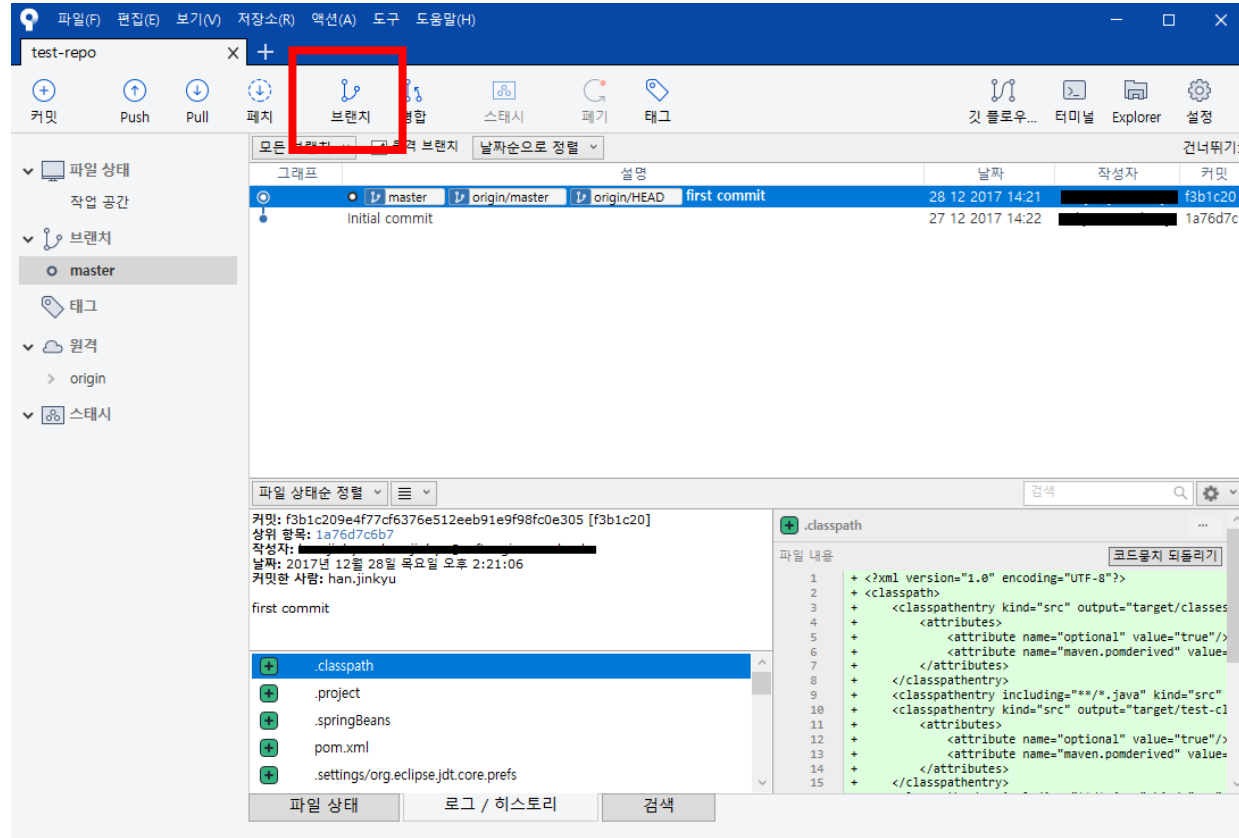 파일(F) 편집(E) 보기(V) 저장소(R) 액션(A) 도구 도움말(H)
test-repo
커밋 Push Pull 페치 브랜치 병합 스태시 폐기 태그 깃 플로우... 터미널 Explorer 설정
모든 브랜치 원격 브랜치 날짜순으로 정렬 건너뛰기:
그래프 설명 날짜 작성자 커밋
master origin/master origin/HEAD first commit 28 12 2017 14:21 f3b1c20
Initial commit 27 12 2017 14:22 1a76d7c
파일 상태
작업 공간
브랜치
master
태그
원격
origin
스태시
파일 상태순 정렬 검색
커밋: f3b1c209e4f77cf6376e512eeb91e9f98fc0e305 [f3b1c20]
상위 항목: 1a76d7c6b7
작성자:
날짜: 2017년 12월 28일 목요일 오후 2:21:06
커밋한 사람: han.jinkyu
first commit
.classpath
.project
.springBeans
pom.xml
.settings/org.eclipse.jdt.core.prefs
.classpath ...
파일 내용 코드뭉치 되돌리기
1 + <?xml version="1.0" encoding="UTF-8"?>
2 + <classpath>
3 + <classpathentry kind="src" output="target/classes
4 + <attributes>
5 + <attribute name="optional" value="true"/>
6 + <attribute name="maven.pomderived" value=
7 + </attributes>
8 + </classpathentry>
9 + <classpathentry including="**/*.java" kind="src"
10 + <classpathentry kind="src" output="target/test-cl
11 + <attributes>
12 + <attribute name="optional" value="true"/>
13 + <attribute name="maven.pomderived" value=
14 + </attributes>
15 + </classpathentry>
파일 상태 로그 / 히스토리 검색